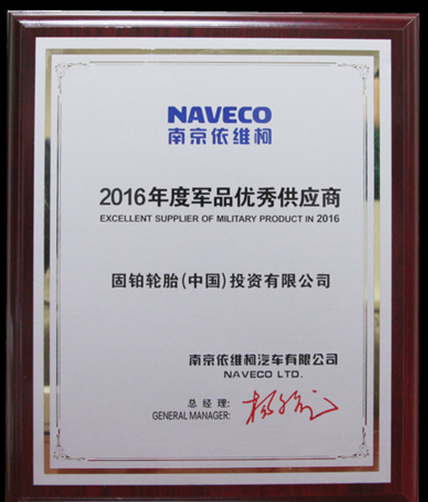 NAVECO
南京依维柯
2016年度军品优秀供应商
EXCELLENT SUPPLIER OF MILITARY PRODUCT IN 2016
固铂轮胎(中国)投资有限公司
南京依维柯汽车有限公司
NAVECO LTD.
总 经 理:
GENERAL MANAGER: